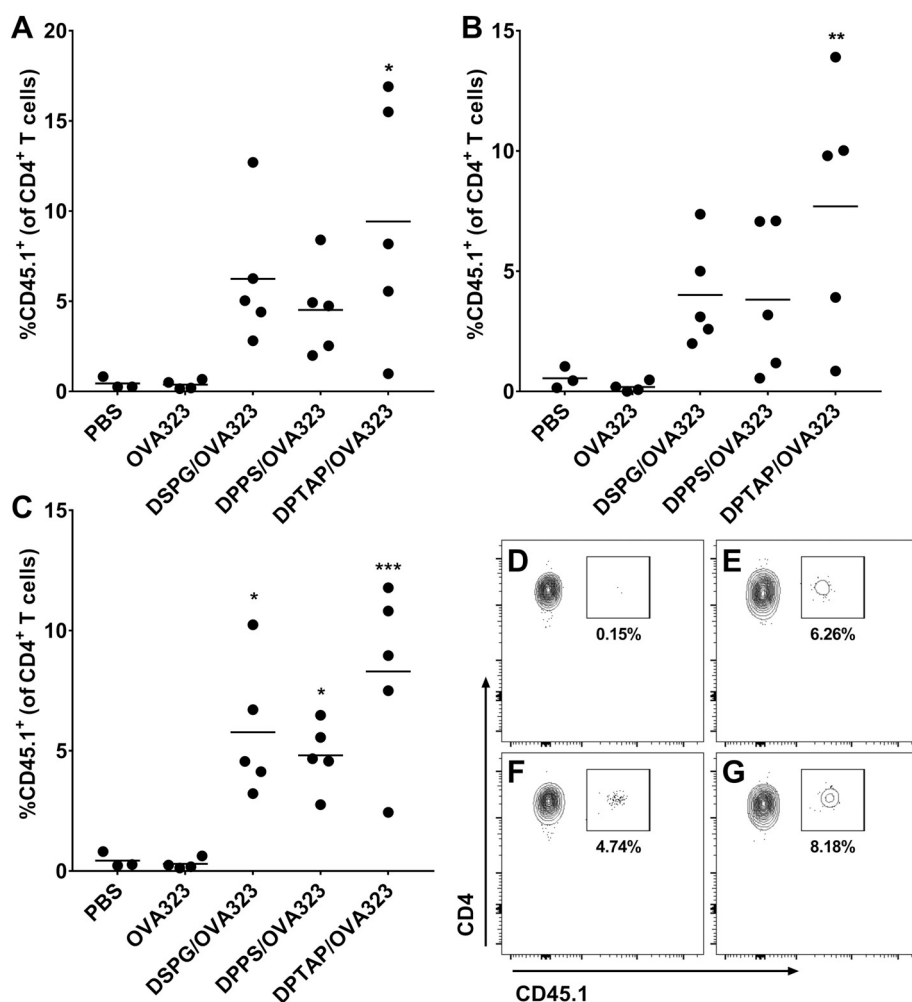 A
%CD45.1⁺ (of CD4⁺ T cells)
20
15
10
5
0
*
PBS
OVA323
DSPG/OVA323
DPPS/OVA323
DPTAP/OVA323
B
%CD45.1⁺ (of CD4⁺ T cells)
15
10
5
0
**
PBS
OVA323
DSPG/OVA323
DPPS/OVA323
DPTAP/OVA323
C
%CD45.1⁺ (of CD4⁺ T cells)
15
10
5
0
*
*
***
PBS
OVA323
DSPG/OVA323
DPPS/OVA323
DPTAP/OVA323
D
0.15%
E
6.26%
F
4.74%
G
8.18%
CD4
CD45.1